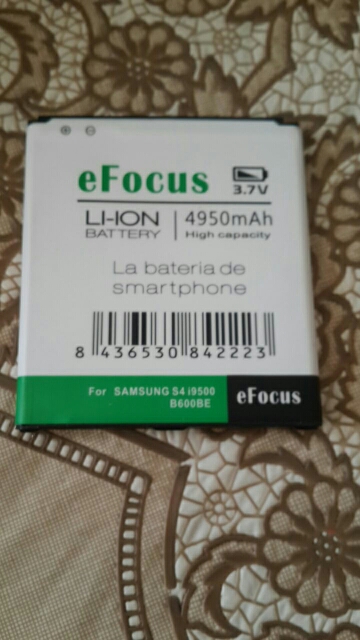 eFocus
3.7V
LI-ION
BATTERY
4950mAh
High capacity
La bateria de
smartphone
8 436530 842223
For SAMSUNG S4 i9500
B600BE
eFocus